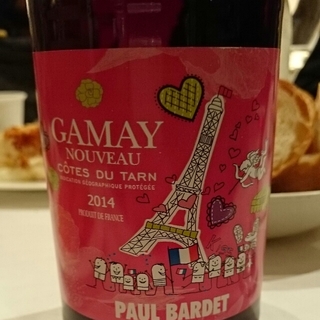 GAMAY
NOUVEAU
CÔTES DU TARN
INDICATION GÉOGRAPHIQUE PROTÉGÉE
2014
PRODUIT DE FRANCE
PAUL BARDET